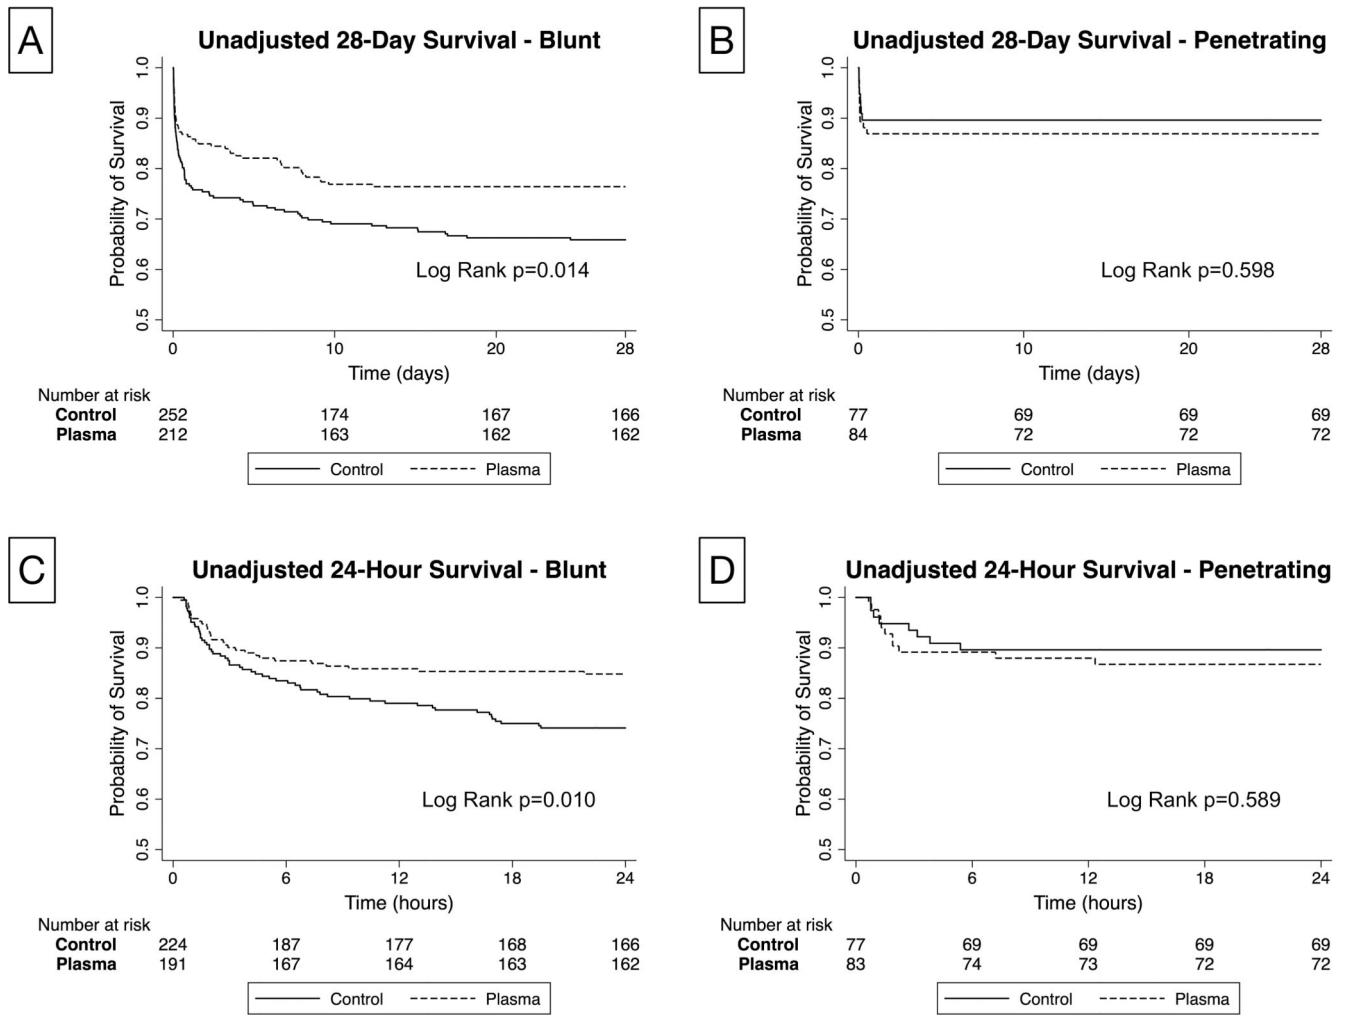 A
Unadjusted 28-Day Survival - Blunt
Probability of Survival
1.0
0.9
0.8
0.7
0.6
0.5
Log Rank p=0.014
0 10 20 28
Time (days)
Number at risk
Control 252 174 167 166
Plasma 212 163 162 162
Control Plasma
B
Unadjusted 28-Day Survival - Penetrating
Probability of Survival
1.0
0.9
0.8
0.7
0.6
0.5
Log Rank p=0.598
0 10 20 28
Time (days)
Number at risk
Control 77 69 69 69
Plasma 84 72 72 72
Control Plasma
C
Unadjusted 24-Hour Survival - Blunt
Probability of Survival
1.0
0.9
0.8
0.7
0.6
0.5
Log Rank p=0.010
0 6 12 18 24
Time (hours)
Number at risk
Control 224 187 177 168 166
Plasma 191 167 164 163 162
Control Plasma
D
Unadjusted 24-Hour Survival - Penetrating
Probability of Survival
1.0
0.9
0.8
0.7
0.6
0.5
Log Rank p=0.589
0 6 12 18 24
Time (hours)
Number at risk
Control 77 69 69 69 69
Plasma 83 74 73 72 72
Control Plasma